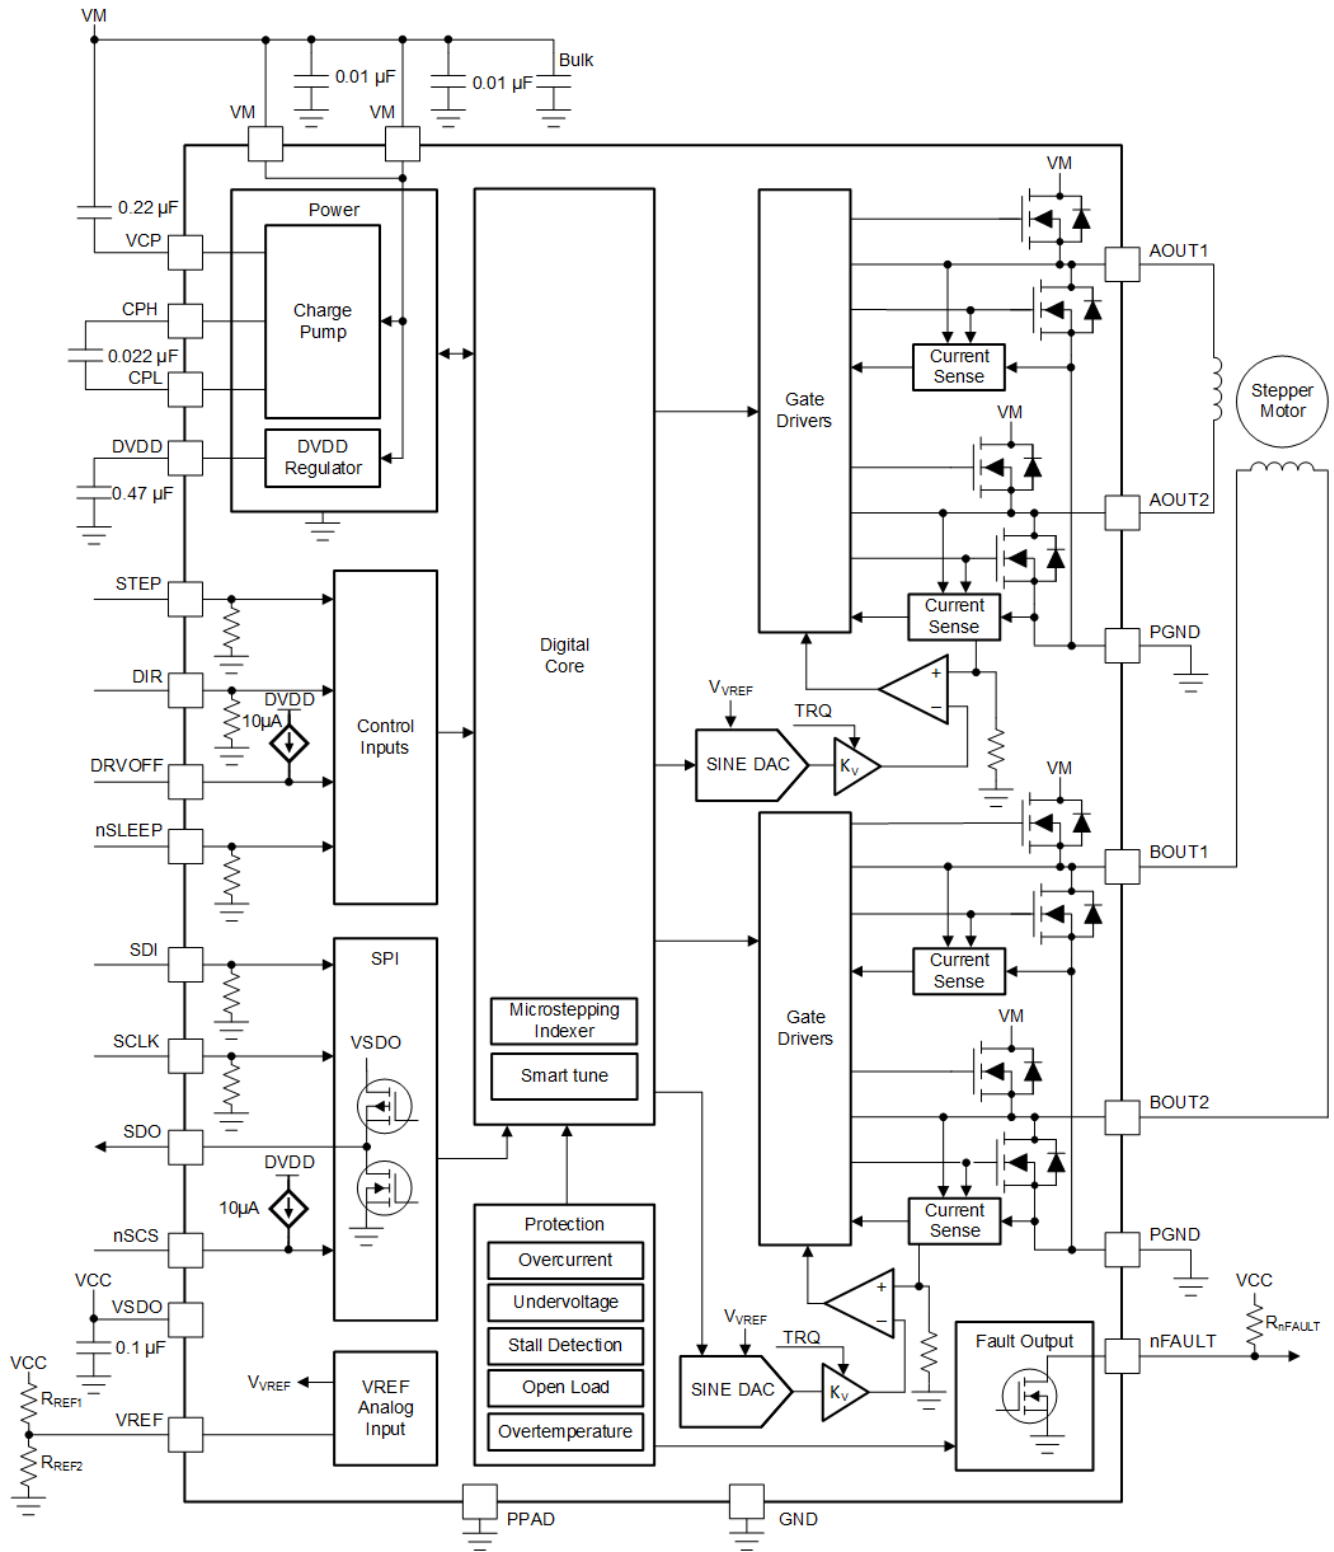 VM
Bulk
0.01 µF
0.01 µF
VM
VM
VM
0.22 µF
Power
VCP
AOUT1
CPH
Charge
Pump
0.022 µF
CPL
Current
Sense
Gate
Drivers
Stepper
Motor
VM
DVDD
DVDD
Regulator
0.47 µF
AOUT2
STEP
Current
Sense
Digital
Core
PGND
DIR
DVDD
10µA
Control
Inputs
VVREF
TRQ
DRVOFF
SINE DAC
KV
VM
nSLEEP
BOUT1
SDI
SPI
Current
Sense
Microstepping
Indexer
Gate
Drivers
VM
SCLK
VSDO
Smart tune
BOUT2
SDO
DVDD
10µA
Protection
Current
Sense
nSCS
Overcurrent
PGND
VCC
VCC
VSDO
Undervoltage
VVREF
RnFAULT
0.1 µF
Stall Detection
TRQ
Fault Output
nFAULT
VCC
VVREF
VREF
Analog
Input
Open Load
SINE DAC
KV
RREF1
VREF
Overtemperature
RREF2
PPAD
GND